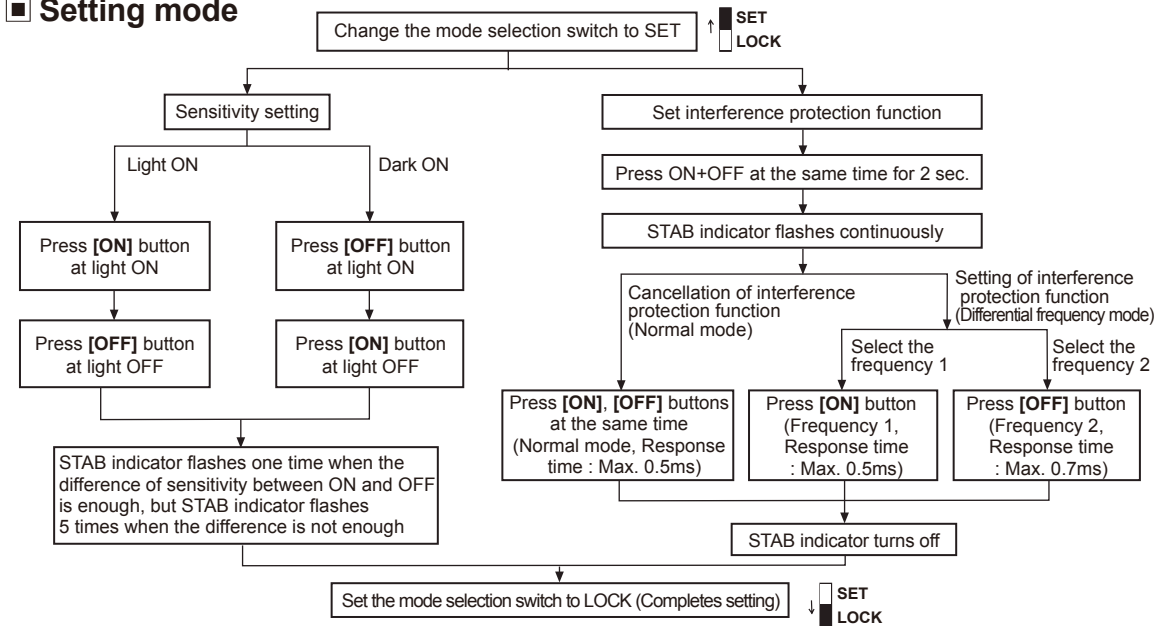 Setting mode
Change the mode selection switch to SET
↑
SET
LOCK
Sensitivity setting
Light ON
Dark ON
Press [ON] button
at light ON
Press [OFF] button
at light ON
Press [OFF] button
at light OFF
Press [ON] button
at light OFF
STAB indicator flashes one time when the
difference of sensitivity between ON and OFF
is enough, but STAB indicator flashes
5 times when the difference is not enough
Set interference protection function
Press ON+OFF at the same time for 2 sec.
STAB indicator flashes continuously
Cancellation of interference
protection function
(Normal mode)
Setting of interference
protection function
(Differential frequency mode)
Select the
frequency 1
Select the
frequency 2
Press [ON], [OFF] buttons
at the same time
(Normal mode, Response
time : Max. 0.5ms)
Press [ON] button
(Frequency 1,
Response time
: Max. 0.5ms)
Press [OFF] button
(Frequency 2,
Response time
: Max. 0.7ms)
STAB indicator turns off
Set the mode selection switch to LOCK (Completes setting)
↓
SET
LOCK